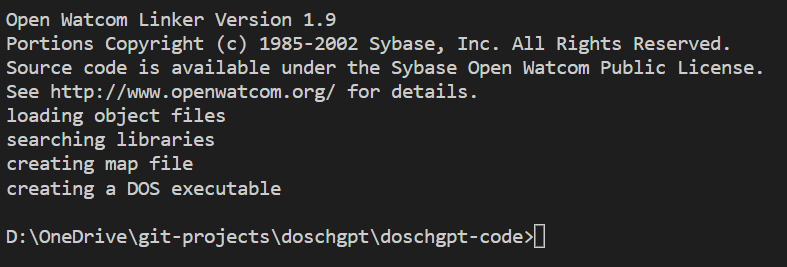 Open Watcom Linker Version 1.9
Portions Copyright (c) 1985-2002 Sybase, Inc. All Rights Reserved.
Source code is available under the Sybase Open Watcom Public License.
See http://www.openwatcom.org/ for details.
loading object files
searching libraries
creating map file
creating a DOS executable
D:\OneDrive\git-projects\doschgpt\doschgpt-code>